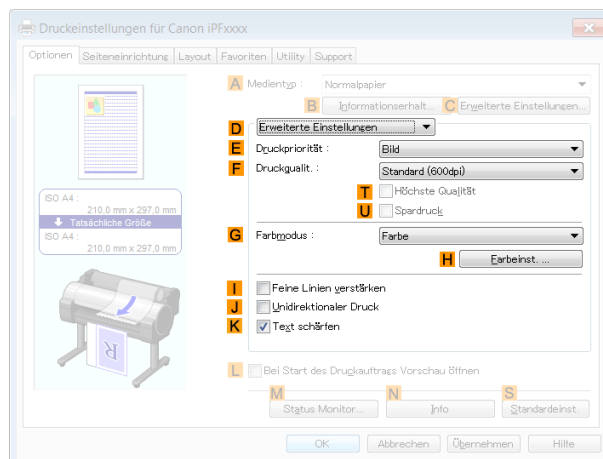 Druckeinstellungen für Canon iPFxxxx
Optionen Seiteneinrichtung Layout Favoriten Utility Support
A Medientyp : Normalpapier
B Informationserhalt... C Erweiterte Einstellungen...
D Erweiterte Einstellungen
E Druckpriorität : Bild
F Druckqualit. : Standard (600dpi)
T Höchste Qualität
U Spardruck
ISO A4 :
210,0 mm x 297,0 mm
Tatsächliche Größe
ISO A4 :
210,0 mm x 297,0 mm
G Farbmodus : Farbe
H Farbeinst. ...
I Feine Linien verstärken
J Unidirektionaler Druck
K Text schärfen
L Bei Start des Druckauftrags Vorschau öffnen
M N S
Status Monitor... Info Standardeinst.
OK Abbrechen Übernehmen Hilfe